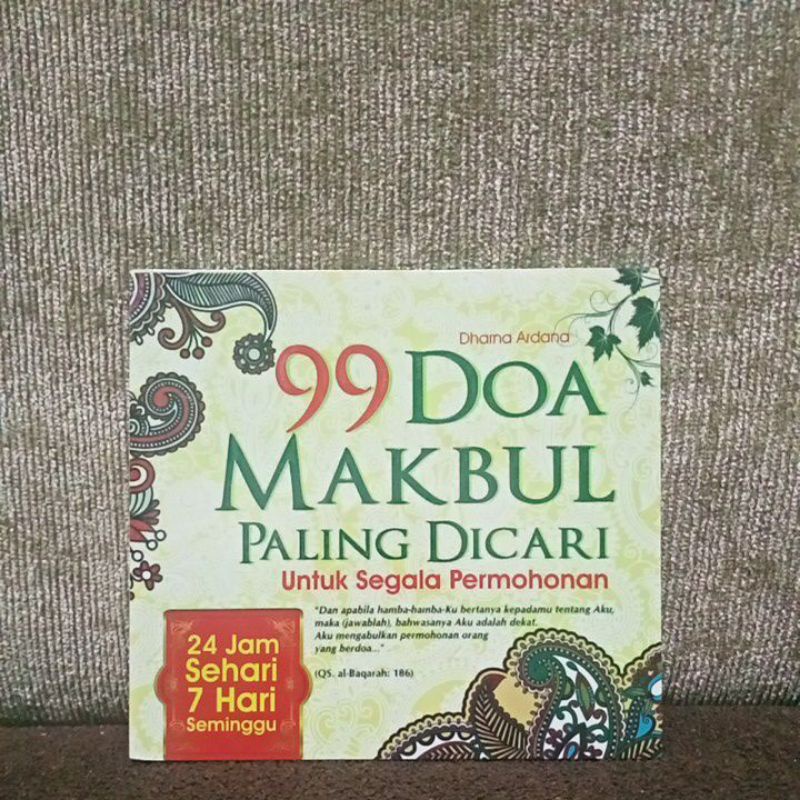 Dhama Ardana
99 DOA
MAKBUL
PALING DICARI
Untuk Segala Permohonan
"Dan apabila hamba-hamba-Ku bertanya kepadamu tentang Aku,
maka (jawablah), bahwasanya Aku adalah dekat.
Aku mengabulkan permohonan orang
yang berdoa..."
(QS. al-Baqarah: 186)
24 Jam
Sehari
7 Hari
Seminggu